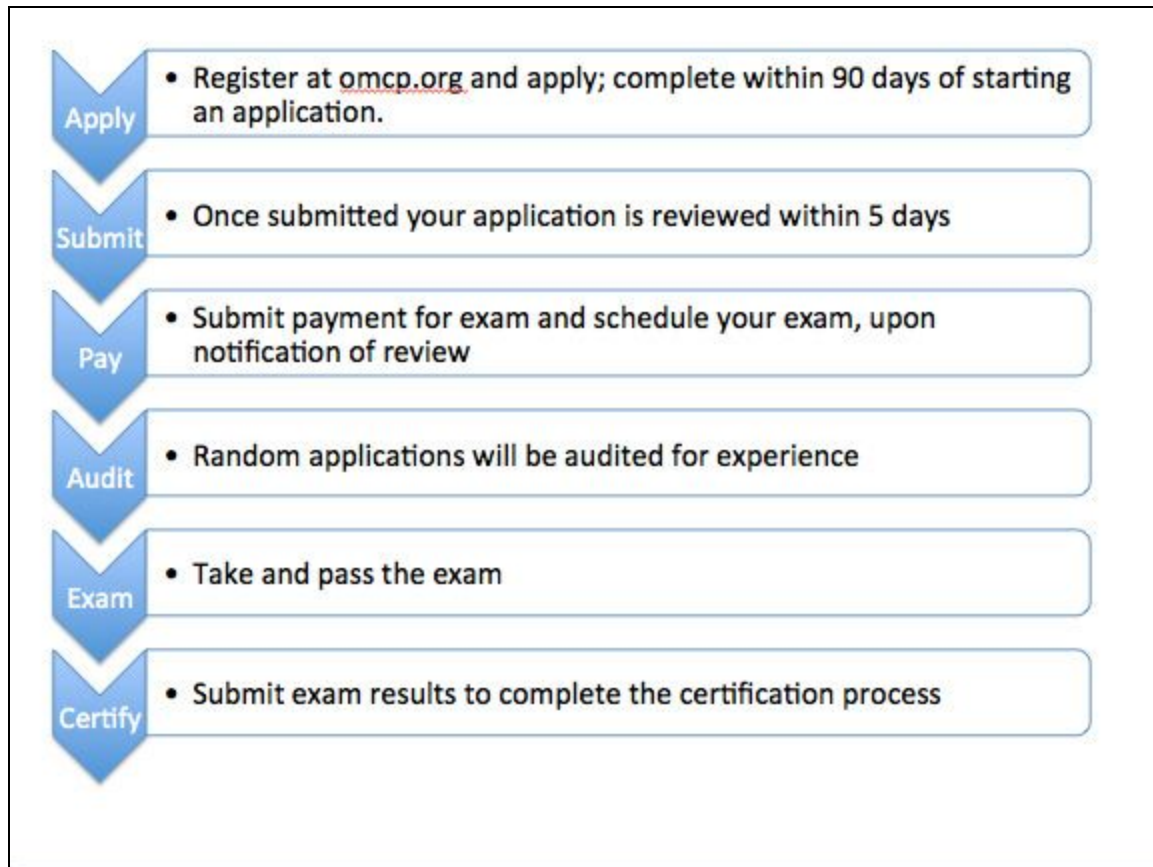 Apply
• Register at omcp.org and apply; complete within 90 days of starting
an application.
Submit
• Once submitted your application is reviewed within 5 days
Pay
• Submit payment for exam and schedule your exam, upon
notification of review
Audit
• Random applications will be audited for experience
Exam
• Take and pass the exam
Certify
• Submit exam results to complete the certification process